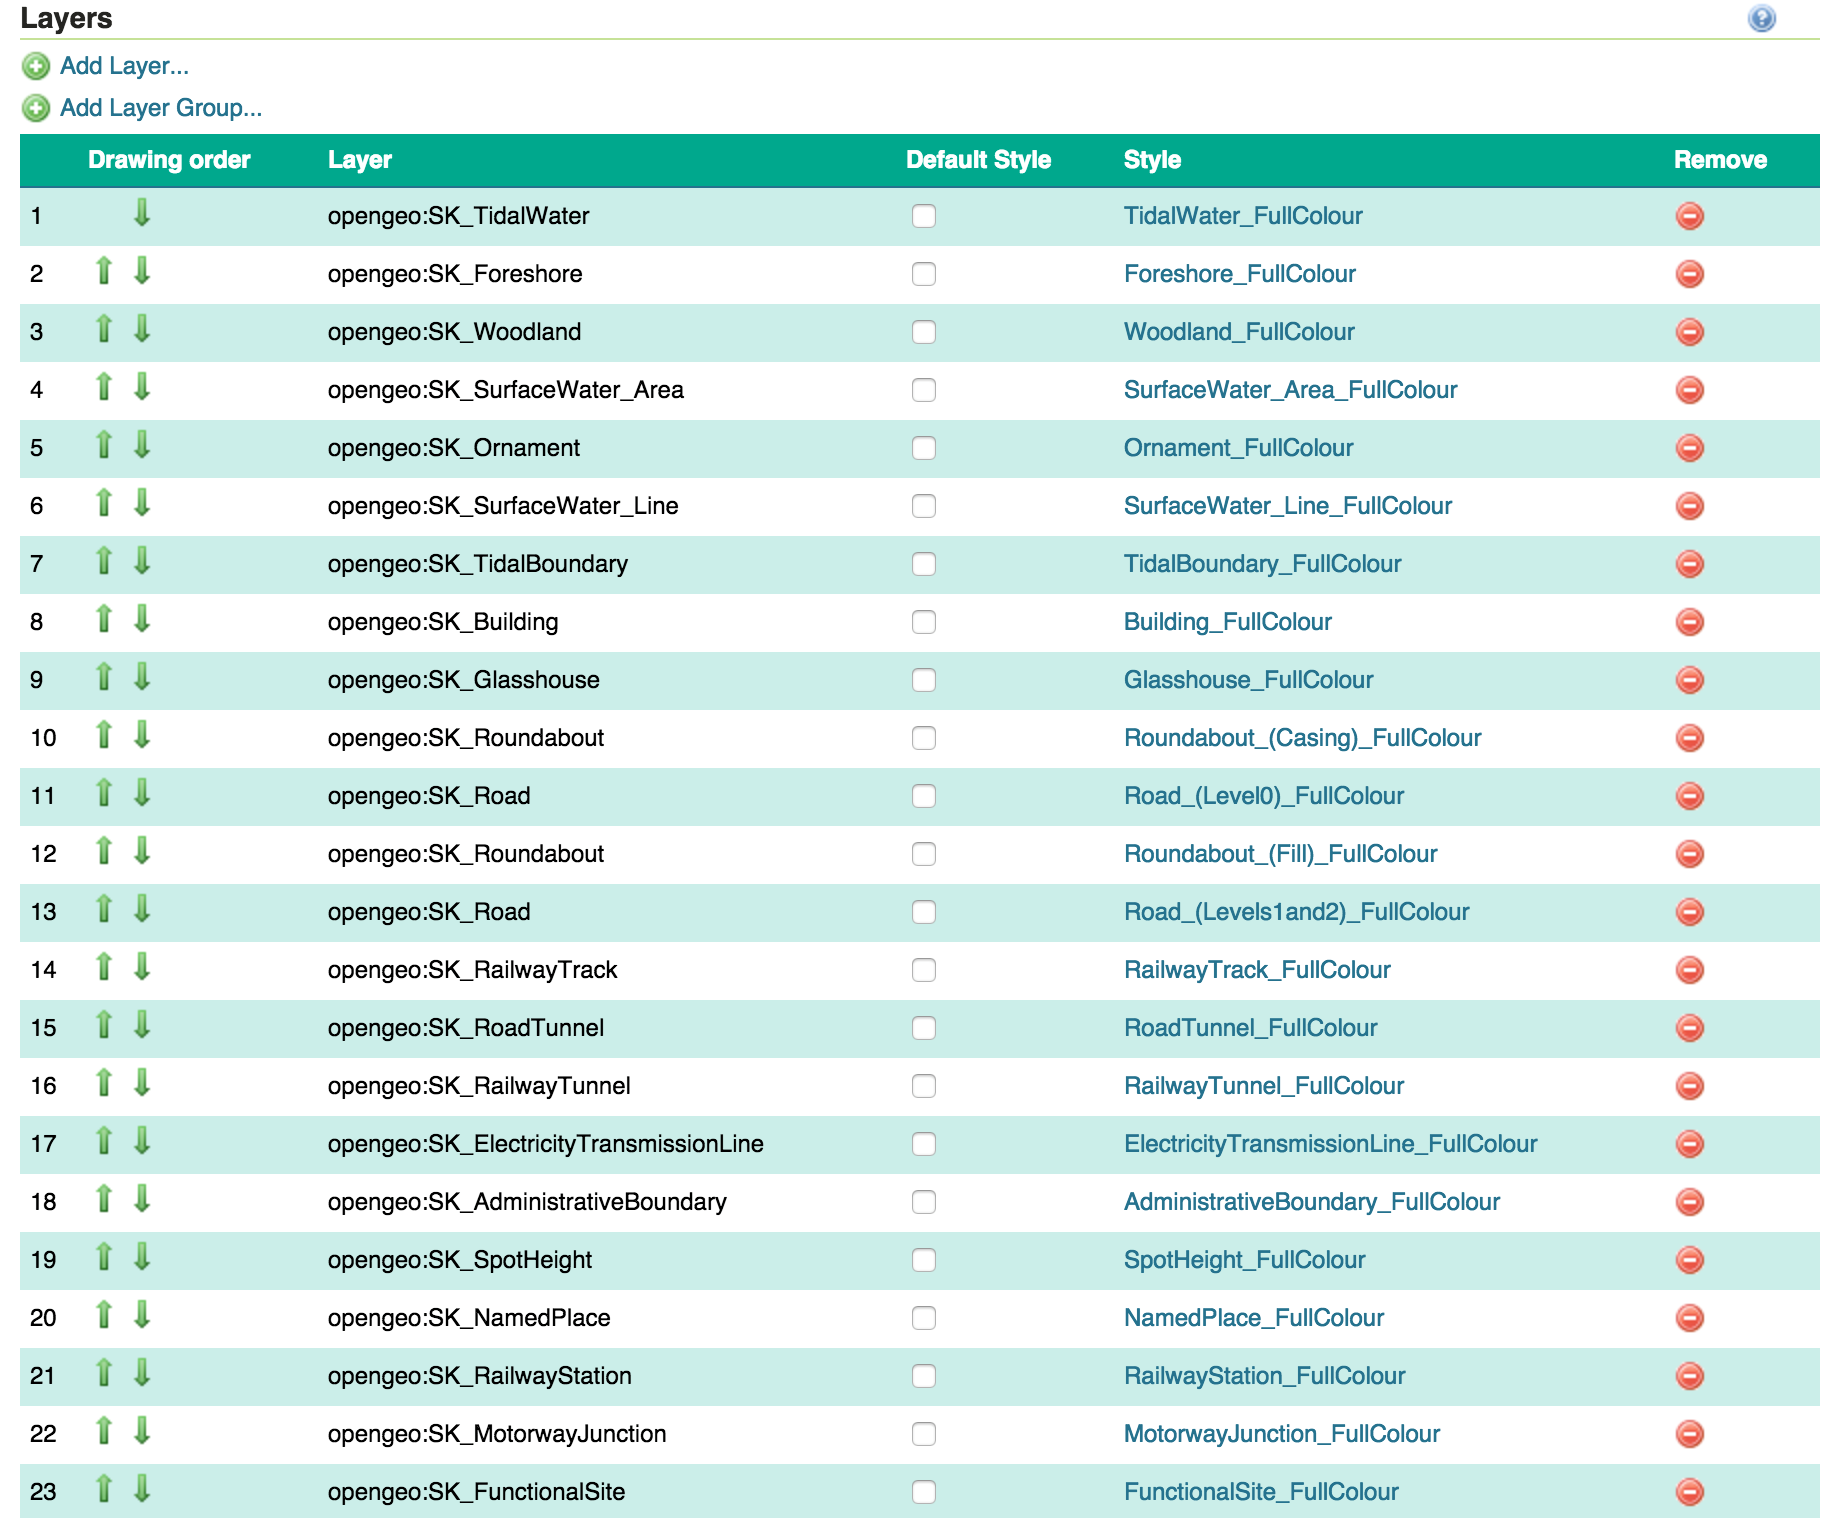 Layers
Add Layer...
Add Layer Group...
Drawing order Layer Default Style Style Remove
1 opengeo:SK_TidalWater TidalWater_FullColour
2 opengeo:SK_Foreshore Foreshore_FullColour
3 opengeo:SK_Woodland Woodland_FullColour
4 opengeo:SK_SurfaceWater_Area SurfaceWater_Area_FullColour
5 opengeo:SK_Ornament Ornament_FullColour
6 opengeo:SK_SurfaceWater_Line SurfaceWater_Line_FullColour
7 opengeo:SK_TidalBoundary TidalBoundary_FullColour
8 opengeo:SK_Building Building_FullColour
9 opengeo:SK_Glasshouse Glasshouse_FullColour
10 opengeo:SK_Roundabout Roundabout_(Casing)_FullColour
11 opengeo:SK_Road Road_(Level0)_FullColour
12 opengeo:SK_Roundabout Roundabout_(Fill)_FullColour
13 opengeo:SK_Road Road_(Levels1and2)_FullColour
14 opengeo:SK_RailwayTrack RailwayTrack_FullColour
15 opengeo:SK_RoadTunnel RoadTunnel_FullColour
16 opengeo:SK_RailwayTunnel RailwayTunnel_FullColour
17 opengeo:SK_ElectricityTransmissionLine ElectricityTransmissionLine_FullColour
18 opengeo:SK_AdministrativeBoundary AdministrativeBoundary_FullColour
19 opengeo:SK_SpotHeight SpotHeight_FullColour
20 opengeo:SK_NamedPlace NamedPlace_FullColour
21 opengeo:SK_RailwayStation RailwayStation_FullColour
22 opengeo:SK_MotorwayJunction MotorwayJunction_FullColour
23 opengeo:SK_FunctionalSite FunctionalSite_FullColour